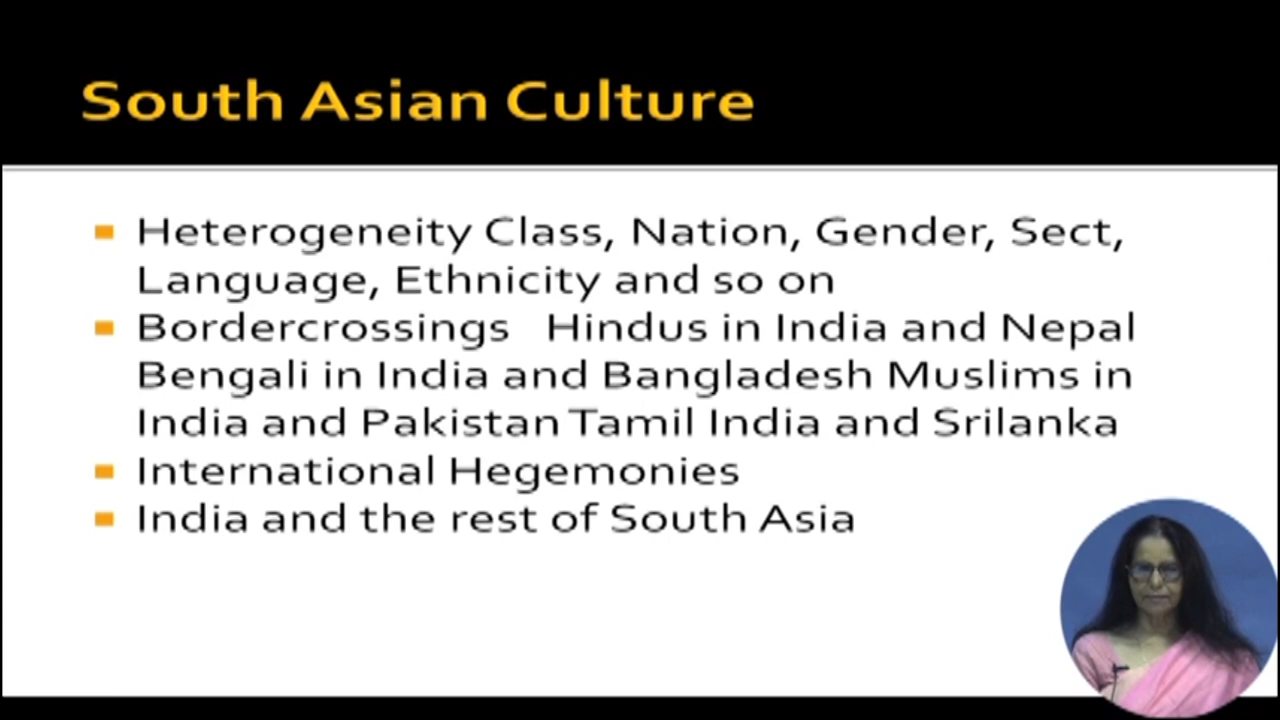 South Asian Culture
Heterogeneity Class, Nation, Gender, Sect,
Language, Ethnicity and so on
Bordercrossings Hindus in India and Nepal
Bengali in India and Bangladesh Muslims in
India and Pakistan Tamil India and Srilanka
International Hegemonies
India and the rest of South Asia